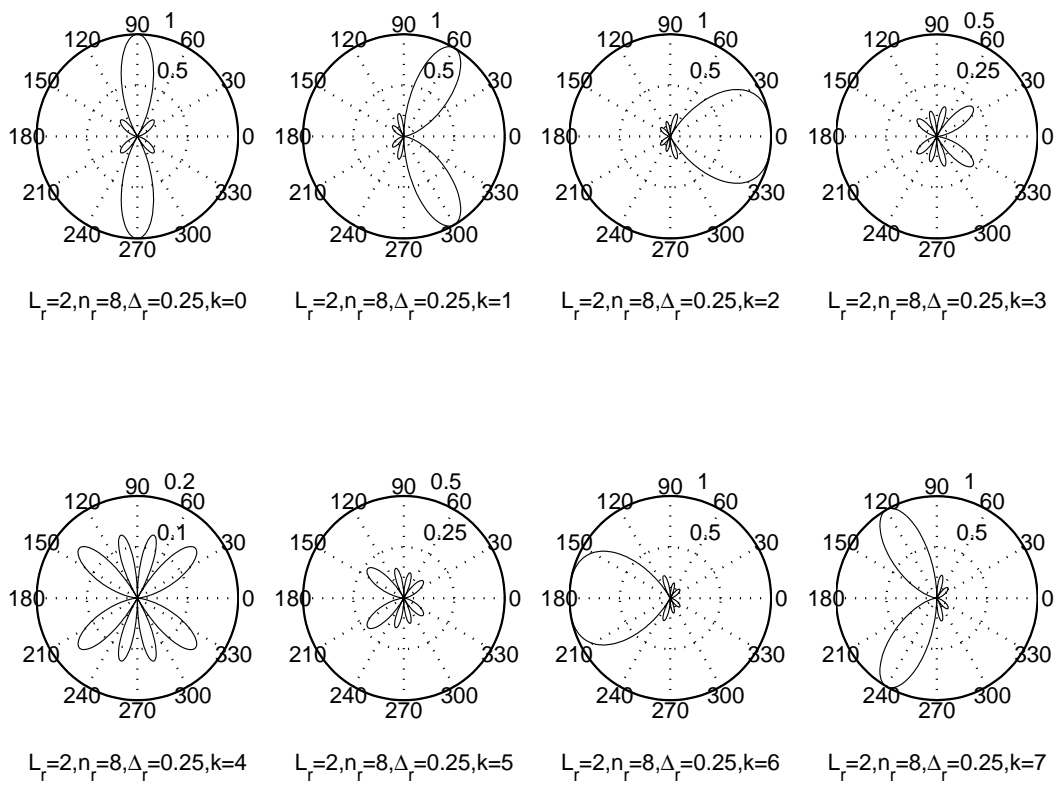 90 1 90 1 90 1 90 0.5
120 60 120 60 120 60 120 60
0.5 0.5 0.5 0.25
150 30 150 30 150 30 150 30
180 0 180 0 180 0 180 0
210 330 210 330 210 330 210 330
240 300 240 300 240 300 240 300
270 270 270 270
L_r=2,n_r=8,Δ_r=0.25,k=0 L_r=2,n_r=8,Δ_r=0.25,k=1 L_r=2,n_r=8,Δ_r=0.25,k=2 L_r=2,n_r=8,Δ_r=0.25,k=3
90 0.2 90 0.5 90 1 90 1
120 60 120 60 120 60 120 60
0.1 0.25 0.5 0.5
150 30 150 30 150 30 150 30
180 0 180 0 180 0 180 0
210 330 210 330 210 330 210 330
240 300 240 300 240 300 240 300
270 270 270 270
L_r=2,n_r=8,Δ_r=0.25,k=4 L_r=2,n_r=8,Δ_r=0.25,k=5 L_r=2,n_r=8,Δ_r=0.25,k=6 L_r=2,n_r=8,Δ_r=0.25,k=7